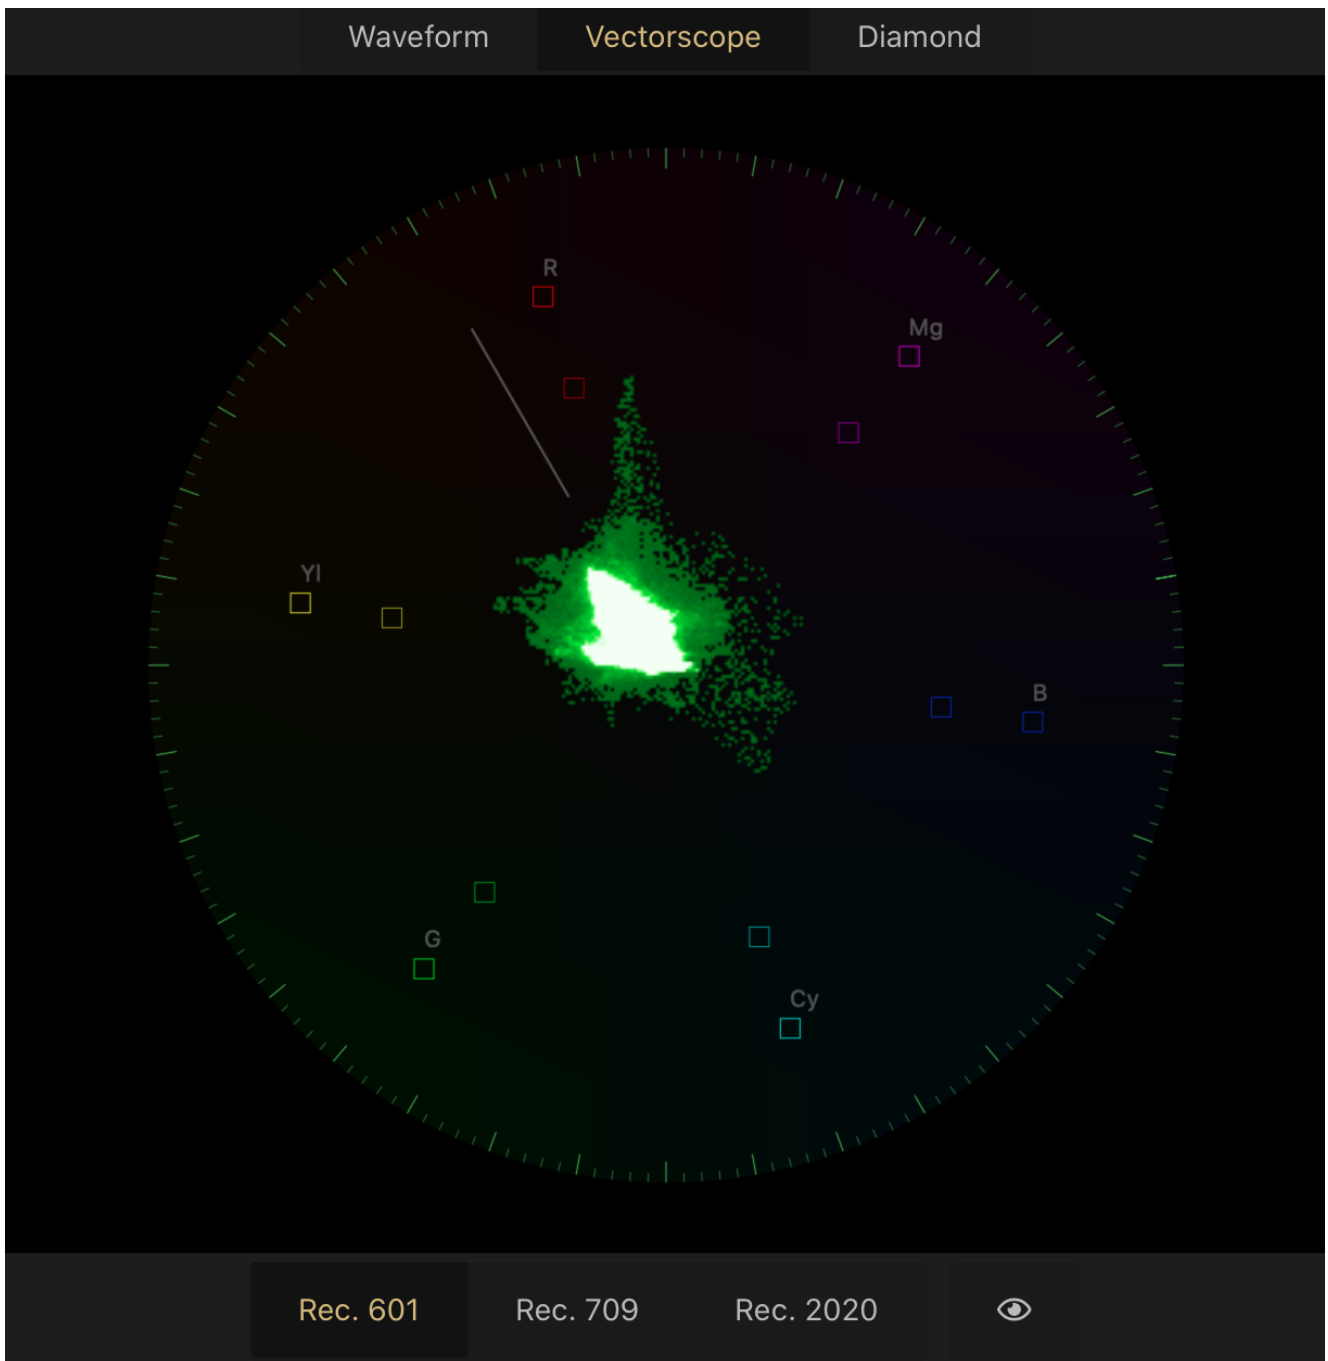 Waveform
Vectorscope
Diamond
R
Mg
Yl
B
G
Cy
Rec. 601
Rec. 709
Rec. 2020